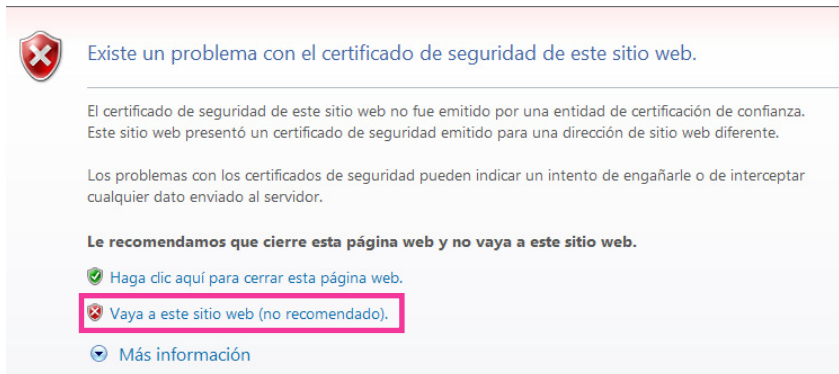 Existe un problema con el certificado de seguridad de este sitio web.
El certificado de seguridad de este sitio web no fue emitido por una entidad de certificación de confianza.
Este sitio web presentó un certificado de seguridad emitido para una dirección de sitio web diferente.
Los problemas con los certificados de seguridad pueden indicar un intento de engañarle o de interceptar
cualquier dato enviado al servidor.
Le recomendamos que cierre esta página web y no vaya a este sitio web.
Haga clic aquí para cerrar esta página web.
Vaya a este sitio web (no recomendado).
Más información